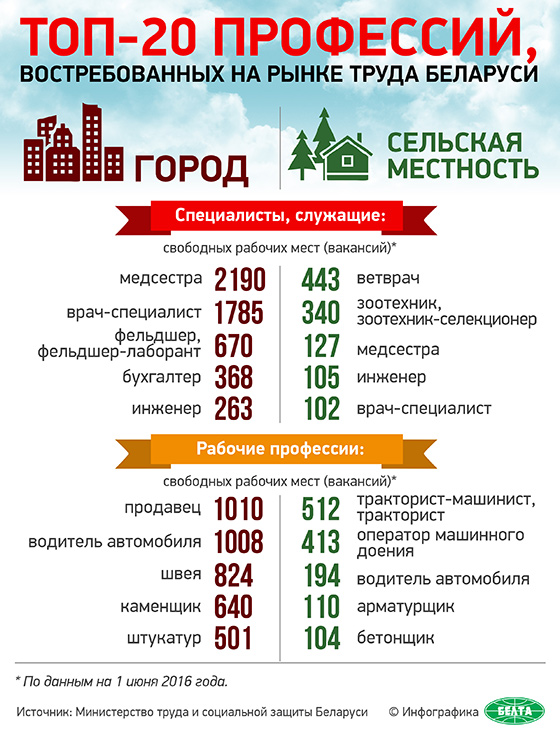 ТОП-20 ПРОФЕССИЙ,
ВОСТРЕБОВАННЫХ НА РЫНКЕ ТРУДА БЕЛАРУСИ
ГОРОД
СЕЛЬСКАЯ
МЕСТНОСТЬ
Специалисты, служащие:
свободных рабочих мест (вакансий)*
медсестра 2190
443 ветврач
врач-специалист 1785
340 зоотехник,
зоотехник-селекционер
фельдшер,
фельдшер-лаборант 670
127 медсестра
бухгалтер 368
105 инженер
инженер 263
102 врач-специалист
Рабочие профессии:
свободных рабочих мест (вакансий)*
продавец 1010
512 тракторист-машинист,
тракторист
водитель автомобиля 1008
413 оператор машинного
доения
швея 824
194 водитель автомобиля
каменщик 640
110 арматурщик
штукатур 501
104 бетонщик
* По данным на 1 июня 2016 года.
Источник: Министерство труда и социальной защиты Беларуси © Инфографика БЕЛТА